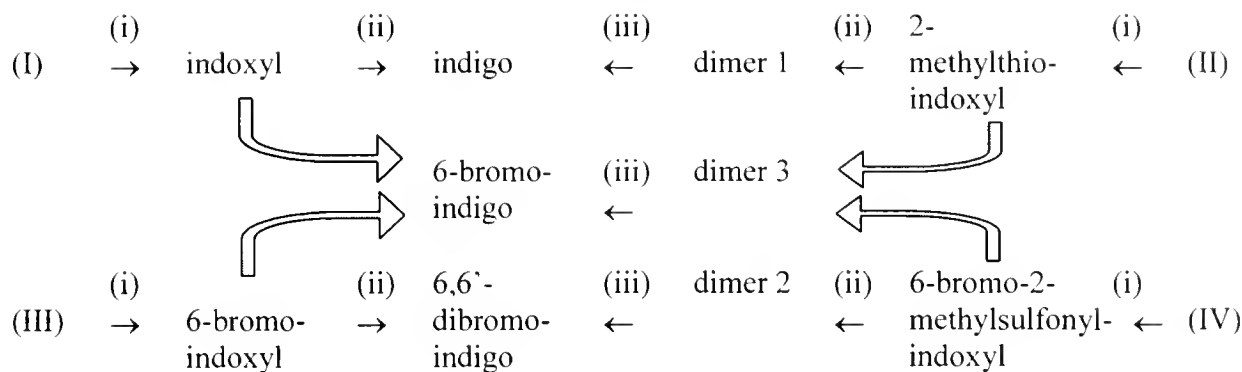 (i) (ii) (iii) (ii) 2- (i)
(I) → indoxyl → indigo ← dimer 1 ← methylthio- ← (II)
indoxyl
6-bromo- (iii) dimer 3
indigo ←
(i) (ii) 6,6`- (iii) dimer 2 (ii) 6-bromo-2- (i)
(III) → 6-bromo- → dibromo- ← ← methylsulfonyl- ← (IV)
indoxyl indigo indoxyl